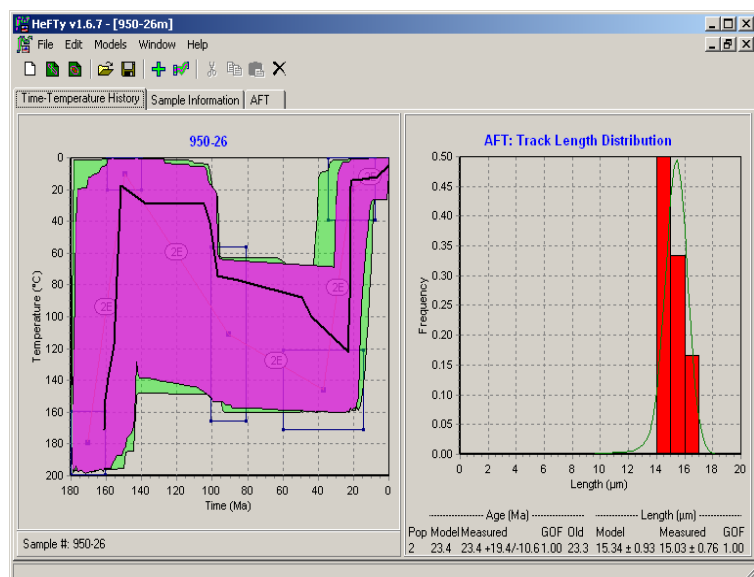 HeFTy v1.6.7 - [950-26m]
File Edit Models Window Help
Time-Temperature History Sample Information AFT
950-26
0
20
40
60
80
100
120
140
160
180
200
Temperature (°C)
2E
2E
2E
2E
2E
2E
180 160 140 120 100 80 60 40 20 0
Time (Ma)
Sample #: 950-26
AFT: Track Length Distribution
0.50
0.45
0.40
0.35
0.30
0.25
0.20
0.15
0.10
0.05
0.00
Frequency
0 2 4 6 8 10 12 14 16 18 20
Length (µm)
Age (Ma) Length (µm)
Pop Model Measured GOF Old Model Measured GOF
2 23.4 23.4 +19.4/-10.6 1.00 23.3 15.34 ± 0.93 15.03 ± 0.76 1.00